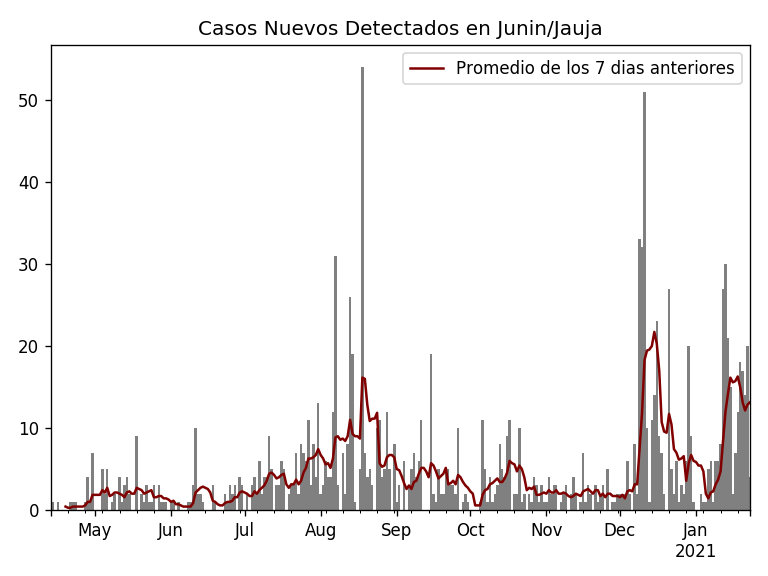 Casos Nuevos Detectados en Junin/Jauja
Promedio de los 7 dias anteriores
50
40
30
20
10
0
May Jun Jul Aug Sep Oct Nov Dec Jan
2021